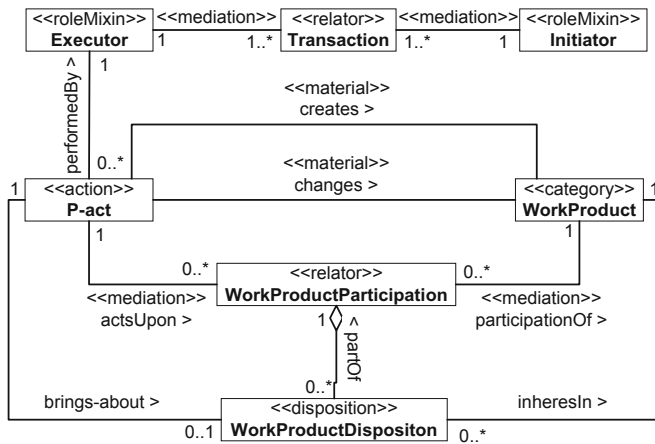 <<roleMixin>> <<mediation>> <<relator>> <<mediation>> <<roleMixin>>
Executor 1 1..* Transaction 1..* 1 Initiator
performedBy > 1
<<material>>
creates >
0..*
<<material>>
changes >
1 <<action>> <<category>> 1
P-act WorkProduct
1 1
0..* <<relator>> 0..*
WorkProductParticipation
<<mediation>> <<mediation>>
actsUpon > 1 < partOf participationOf >
0..*
brings-about > <<disposition>> inheresIn >
0..1 WorkProductDispositon 0..*